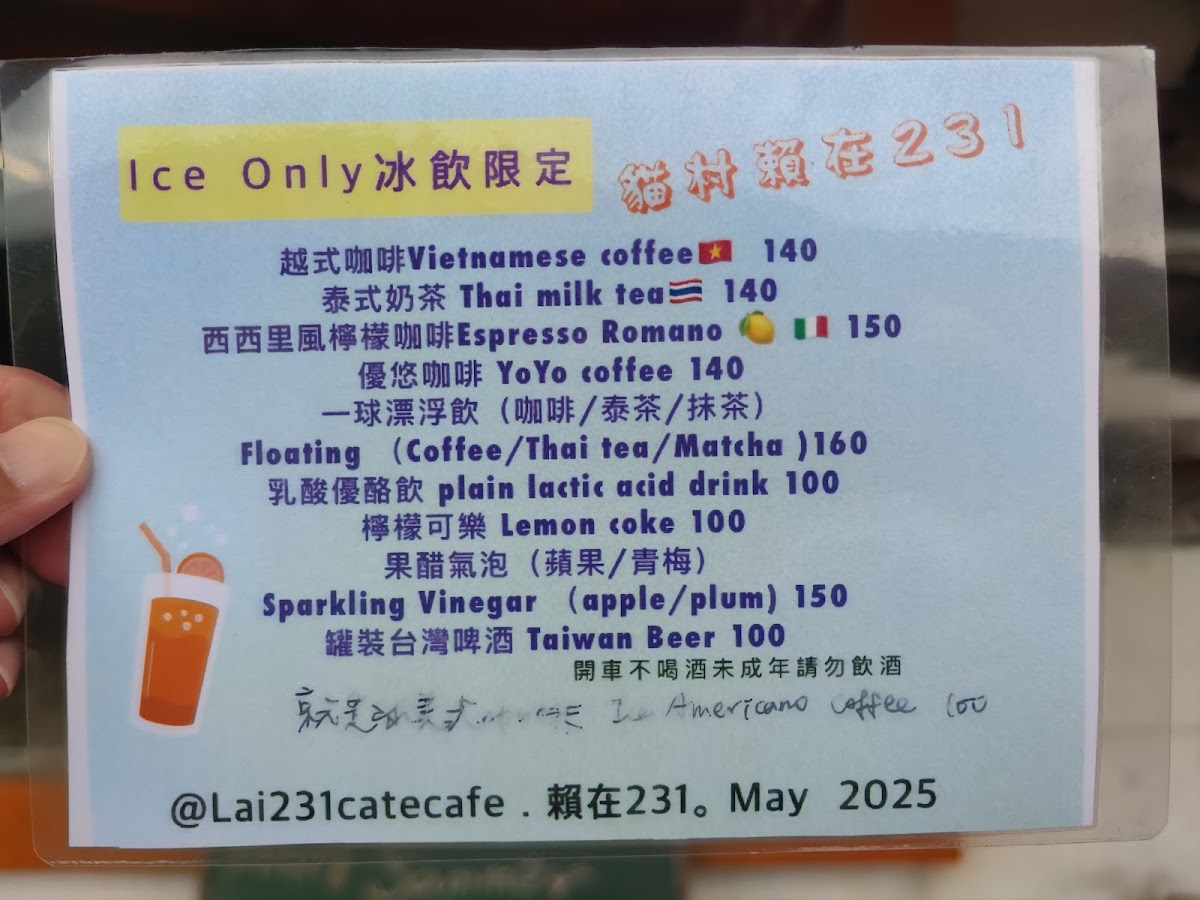 Ice Only冰飲限定
貓村賴在231
越式咖啡Vietnamese coffee🇻🇳 140
泰式奶茶 Thai milk tea🇹🇭 140
西西里風檸檬咖啡Espresso Romano 🍋 🇮🇹 150
優悠咖啡 YoYo coffee 140
一球漂浮飲（咖啡/泰茶/抹茶）
Floating （Coffee/Thai tea/Matcha )160
乳酸優酪飲 plain lactic acid drink 100
檸檬可樂 Lemon coke 100
果醋氣泡（蘋果/青梅）
Sparkling Vinegar （apple/plum) 150
罐裝台灣啤酒 Taiwan Beer 100
開車不喝酒未成年請勿飲酒
就是 美式 啡 Americano coffee 100
@Lai231catecafe . 賴在231。May 2025